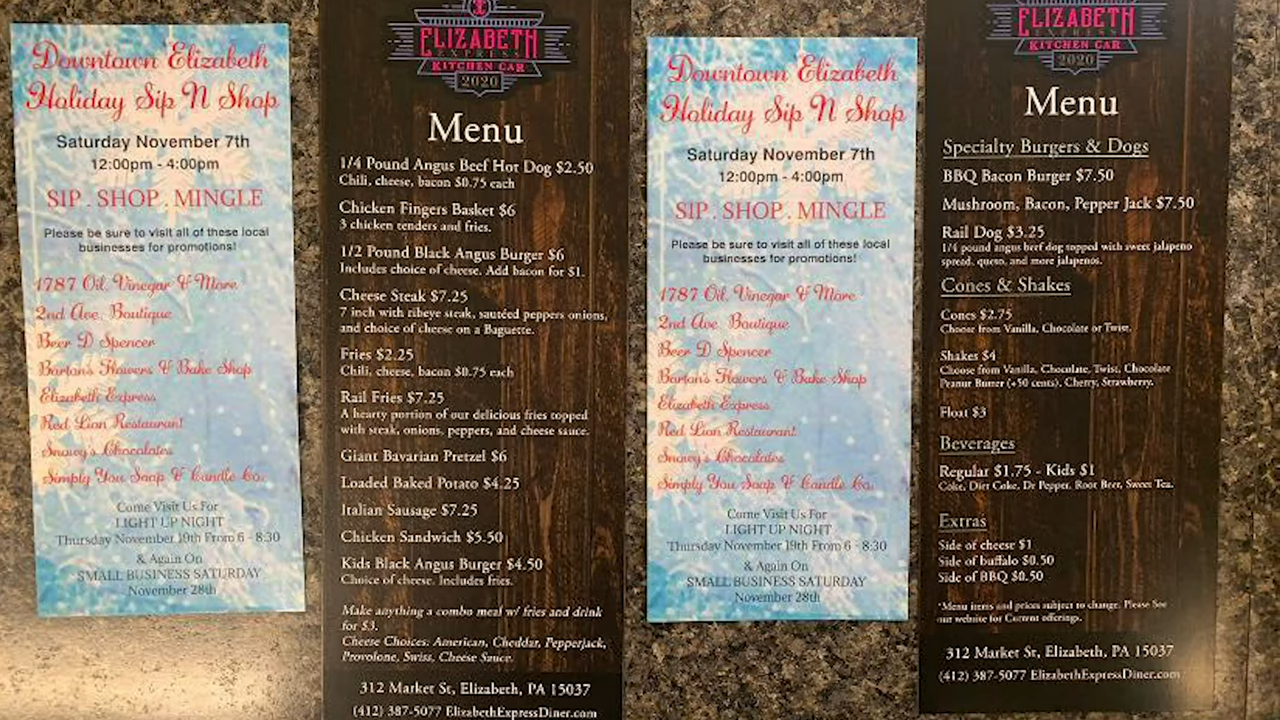 Downtown Elizabeth
Holiday Sip N Shop
Saturday November 7th
12:00pm - 4:00pm
SIP . SHOP . MINGLE
Please be sure to visit all of these local
businesses for promotions!
1787 Oil, Vinegar & More
2nd Ave. Boutique
Beer D Spencer
Barton's Flowers & Bake Shop
Elizabeth Express
Red Lion Restaurant
Snowy's Chocolates
Simply You Soap & Candle Co.
Come Visit Us For
LIGHT UP NIGHT
Thursday November 19th From 6 - 8:30
& Again On
SMALL BUSINESS SATURDAY
November 28th
ELIZABETH
EXPRESS
KITCHEN CAR
2020
Menu
1/4 Pound Angus Beef Hot Dog $2.50
Chili, cheese, bacon $0.75 each
Chicken Fingers Basket $6
3 chicken tenders and fries.
1/2 Pound Black Angus Burger $6
Includes choice of cheese. Add bacon for $1.
Cheese Steak $7.25
7 inch with ribeye steak, sautéed peppers onions,
and choice of cheese on a Baguette.
Fries $2.25
Chili, cheese, bacon $0.75 each
Rail Fries $7.25
A hearty portion of our delicious fries topped
with steak, onions, peppers, and cheese sauce.
Giant Bavarian Pretzel $6
Loaded Baked Potato $4.25
Italian Sausage $7.25
Chicken Sandwich $5.50
Kids Black Angus Burger $4.50
Choice of cheese. Includes fries.
Make anything a combo meal w/ fries and drink
for $3.
Cheese Choices: American, Cheddar, Pepperjack,
Provolone, Swiss, Cheese Sauce.
312 Market St, Elizabeth, PA 15037
(412) 387-5077 ElizabethExpressDiner.com
Downtown Elizabeth
Holiday Sip N Shop
Saturday November 7th
12:00pm - 4:00pm
SIP . SHOP . MINGLE
Please be sure to visit all of these local
businesses for promotions!
1787 Oil, Vinegar & More
2nd Ave. Boutique
Beer D Spencer
Barton's Flowers & Bake Shop
Elizabeth Express
Red Lion Restaurant
Snowy's Chocolates
Simply You Soap & Candle Co.
Come Visit Us For
LIGHT UP NIGHT
Thursday November 19th From 6 - 8:30
& Again On
SMALL BUSINESS SATURDAY
November 28th
ELIZABETH
EXPRESS
KITCHEN CAR
2020
Menu
Specialty Burgers & Dogs
BBQ Bacon Burger $7.50
Mushroom, Bacon, Pepper Jack $7.50
Rail Dog $3.25
1/4 pound angus beef dog topped with sweet jalapeno
spread, queso, and more jalapenos.
Cones & Shakes
Cones $2.75
Choose from Vanilla, Chocolate or Twist.
Shakes $4
Choose from Vanilla, Chocolate, Twist, Chocolate
Peanut Butter (+50 cents), Cherry, Strawberry.
Float $3
Beverages
Regular $1.75 - Kids $1
Coke, Diet Coke, Dr Pepper, Root Beer, Sweet Tea.
Extras
Side of cheese $1
Side of buffalo $0.50
Side of BBQ $0.50
*Menu items and prices subject to change. Please See
our website for Current offerings.
312 Market St, Elizabeth, PA 15037
(412) 387-5077 ElizabethExpressDiner.com